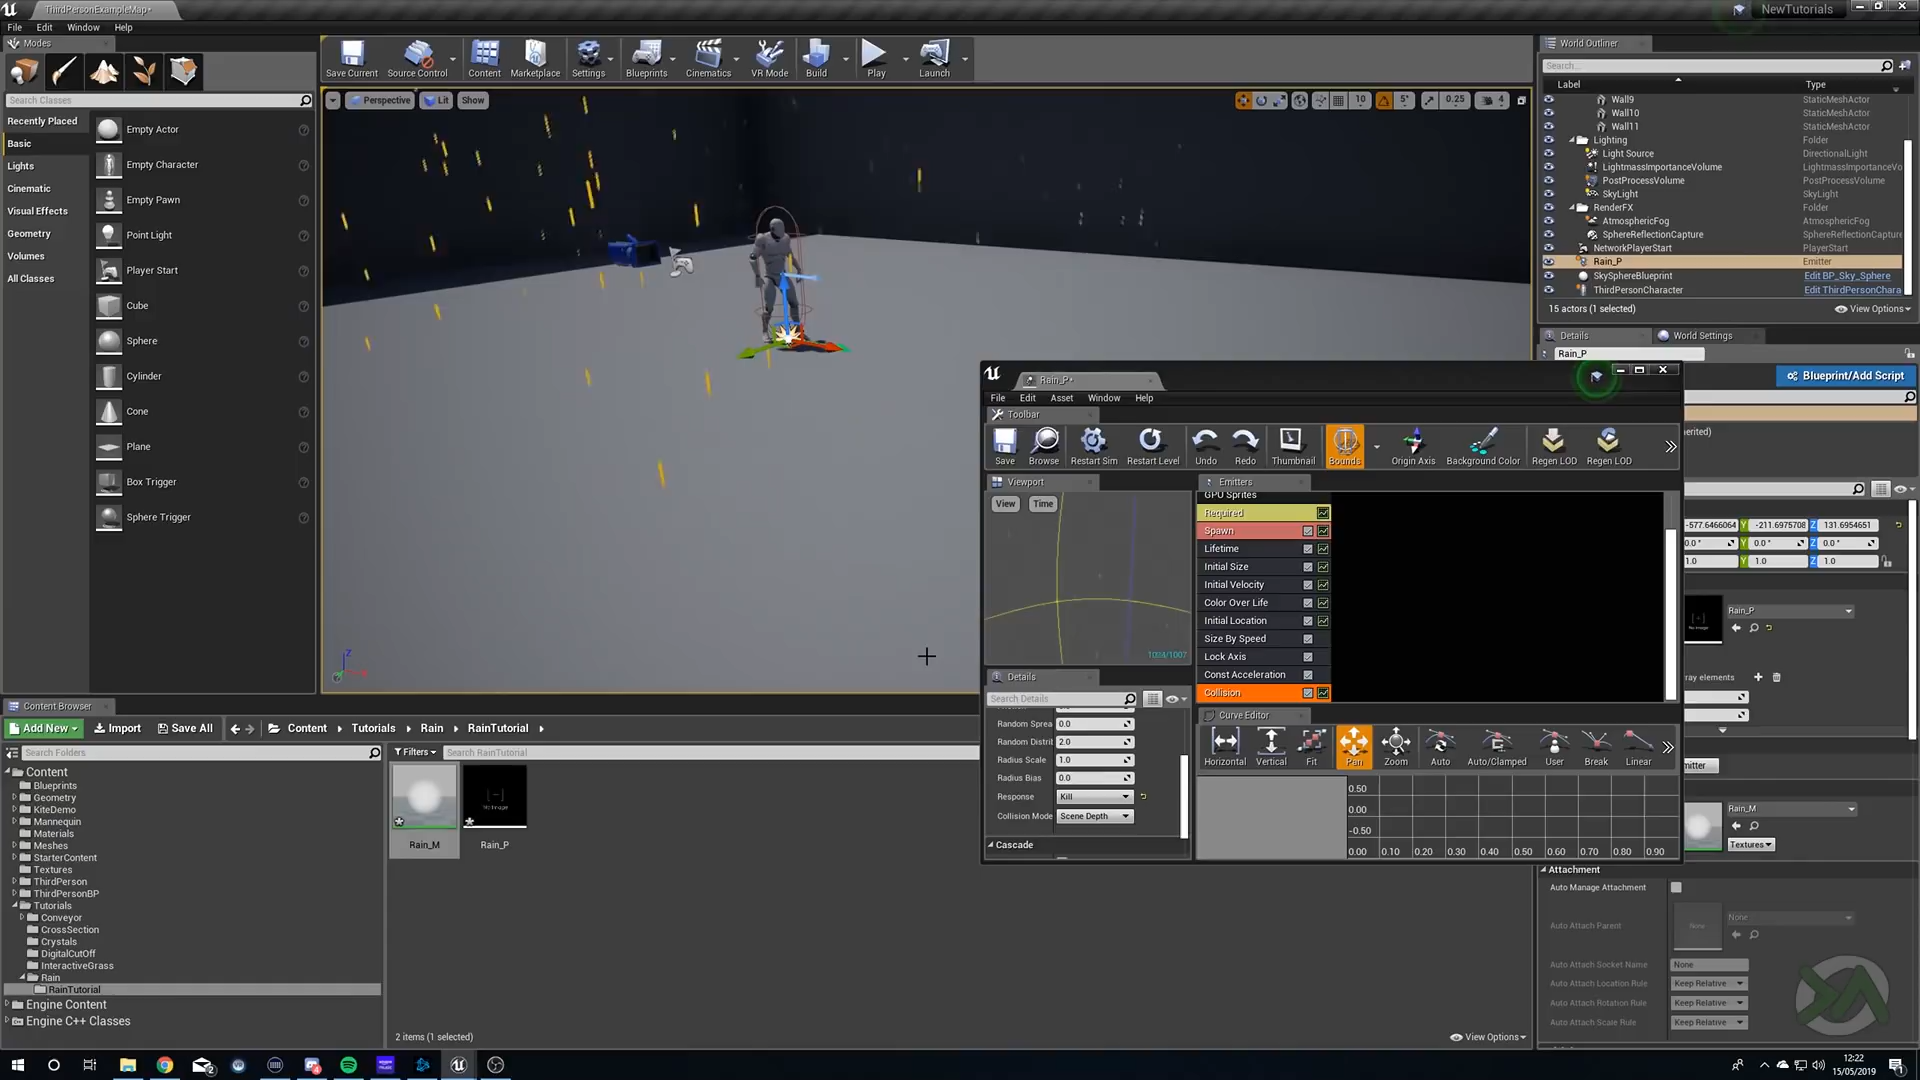 ThirdPersonExampleMap*
NewTutorials
File Edit Window Help
Modes
Search Classes
Recently Placed
Basic
Lights
Cinematic
Visual Effects
Geometry
Volumes
All Classes
Empty Actor
Empty Character
Empty Pawn
Point Light
Player Start
Cube
Sphere
Cylinder
Cone
Plane
Box Trigger
Sphere Trigger
Save Current Source Control Content Marketplace Settings Blueprints Cinematics VR Mode Build Play Launch
Perspective Lit Show
10 5° 0.25 4
World Outliner
Search...
Label Type
Wall9 StaticMeshActor
Wall10 StaticMeshActor
Wall11 StaticMeshActor
Lighting Folder
Light Source DirectionalLight
LightmassImportanceVolume LightmassImportanceVo
PostProcessVolume PostProcessVolume
SkyLight SkyLight
RenderFX Folder
AtmosphericFog AtmosphericFog
SphereReflectionCapture SphereReflectionCapture
NetworkPlayerStart PlayerStart
Rain_P Emitter
SkySphereBlueprint Edit BP_Sky_Sphere
ThirdPersonCharacter Edit ThirdPersonChara
15 actors (1 selected) View Options
Details World Settings
Rain_P
Blueprint/Add Script
-577.6466064 Y -211.6975708 Z 131.6954651
0.0° Y 0.0° Z 0.0°
1.0 Y 1.0 Z 1.0
Rain_P
ray elements
mitter
Rain_M
Textures
Attachment
Auto Manage Attachment
None
Auto Attach Parent
None
Auto Attach Socket Name None
Auto Attach Location Rule Keep Relative
Auto Attach Rotation Rule Keep Relative
Auto Attach Scale Rule Keep Relative
Rain_P*
File Edit Asset Window Help
Toolbar
Save Browse Restart Sim Restart Level Undo Redo Thumbnail Bounds Origin Axis Background Color Regen LOD Regen LOD
Viewport
View Time
1024/1007
Emitters
GPU Sprites
Required
Spawn
Lifetime
Initial Size
Initial Velocity
Color Over Life
Initial Location
Size By Speed
Lock Axis
Const Acceleration
Collision
Details
Search Details
Random Sprea 0.0
Random Distrib 2.0
Radius Scale 1.0
Radius Bias 0.0
Response Kill
Collision Mode Scene Depth
Cascade
Curve Editor
Horizontal Vertical Fit Pan Zoom Auto Auto/Clamped User Break Linear
0.50
0.00
-0.50
0.00 0.10 0.20 0.30 0.40 0.50 0.60 0.70 0.80 0.90
Content Browser
Add New Import Save All Content Tutorials Rain RainTutorial
Search Folders
Filters Search RainTutorial
Content
Blueprints
Geometry
KiteDemo
Mannequin
Materials
Meshes
StarterContent
Textures
ThirdPerson
ThirdPersonBP
Tutorials
Conveyor
CrossSection
Crystals
DigitalCutOff
InteractiveGrass
Rain
RainTutorial
Engine Content
Engine C++ Classes
Rain_M Rain_P
2 items (1 selected)
View Options
12:22
15/05/2019